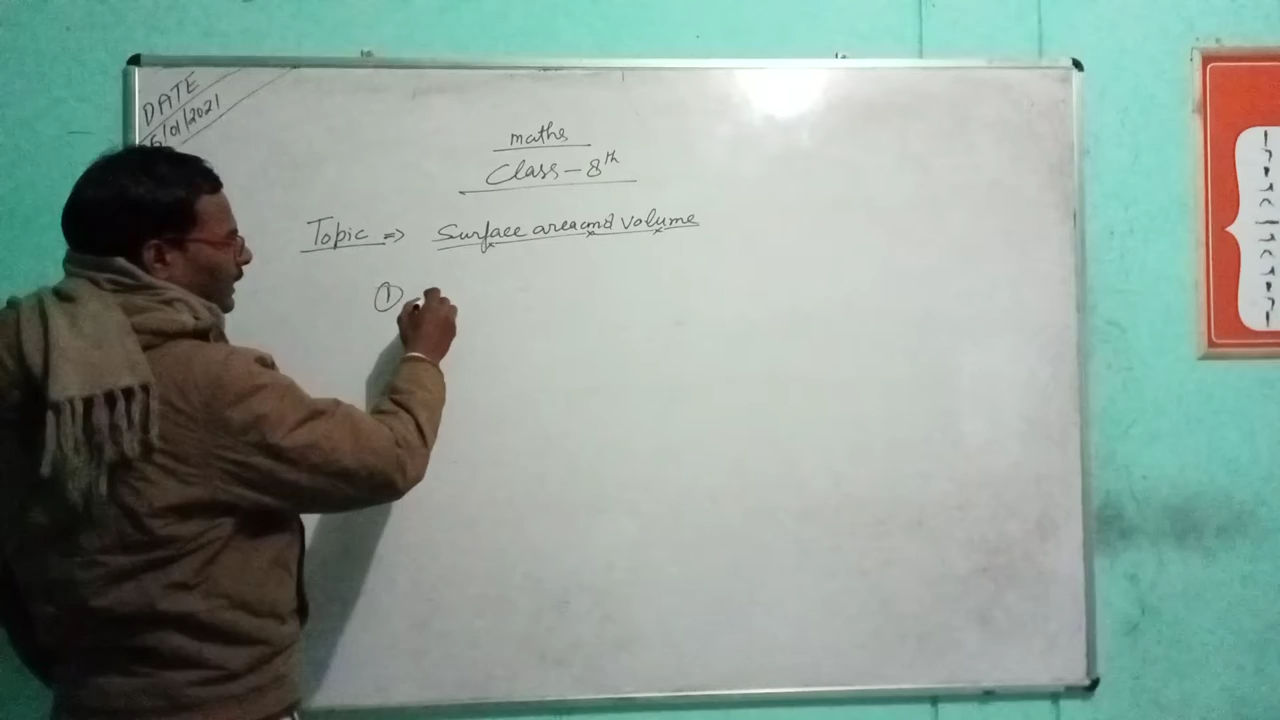 DATE
6/01/2021
maths
Class - 8th
Topic => Surface area and volume
①